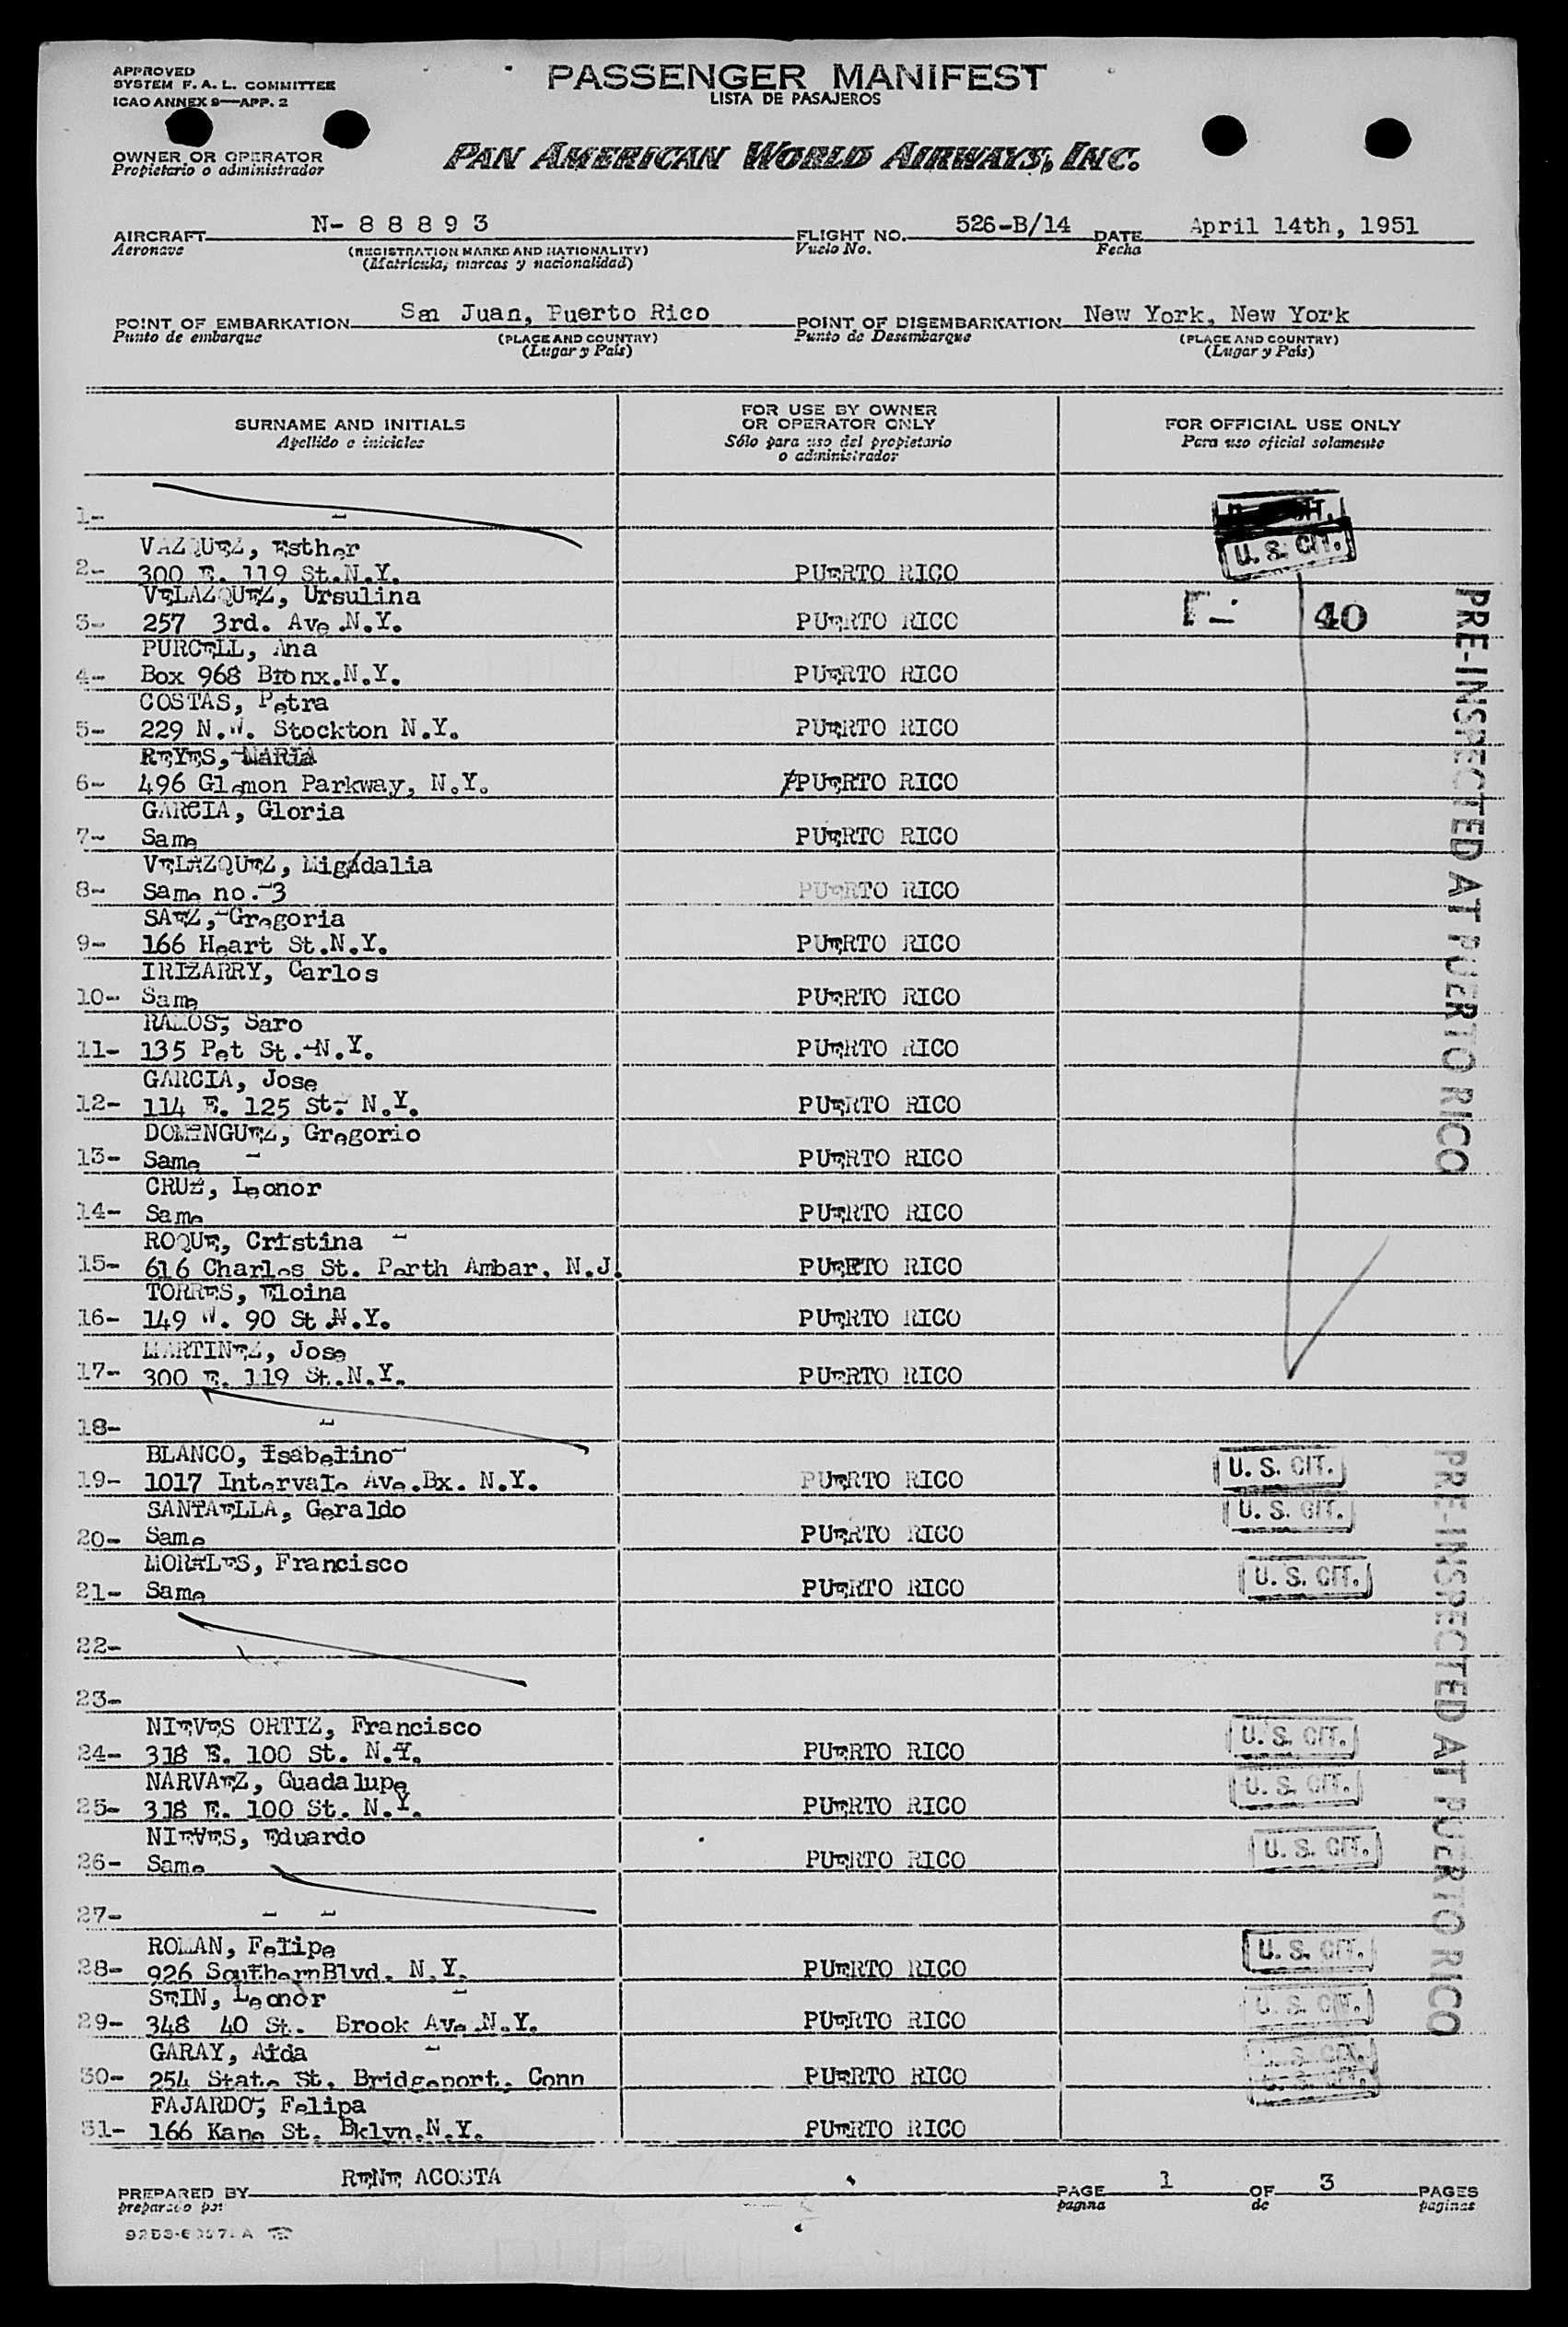 APPROVED
SYSTEM F. A. L. COMMITTEE
ICAO ANNEX 9—APP. 2
PASSENGER MANIFEST
LISTA DE PASAJEROS
OWNER OR OPERATOR
Propietario o administrador
PAN AMERICAN WORLD AIRWAYS, INC.
AIRCRAFT N- 8 8 8 9 3 FLIGHT NO. 526-B/14 DATE April 14th, 1951
Aeronave (REGISTRATION MARKS AND NATIONALITY) Vuelo No. Fecha
(Matrícula, marcas y nacionalidad)
POINT OF EMBARKATION San Juan, Puerto Rico POINT OF DISEMBARKATION New York, New York
Punto de embarque (PLACE AND COUNTRY) Punto de Desembarque (PLACE AND COUNTRY)
(Lugar y País) (Lugar y País)
SURNAME AND INITIALS FOR USE BY OWNER OR OPERATOR ONLY FOR OFFICIAL USE ONLY
Apellido e iniciales Sólo para uso del propietario o administrador Para uso oficial solamente
1- -
U. S. CIT.
VAZQUEZ, Esther
2- 300 E. 119 St.N.Y. PUERTO RICO U. S. CIT.
VELAZQUEZ, Ursulina
3- 257 3rd. Ave.N.Y. PUERTO RICO 40
PURCELL, Ana
4- Box 968 Bronx.N.Y. PUERTO RICO
COSTAS, Petra
5- 229 N.W. Stockton N.Y. PUERTO RICO
REYES, MARIA
6- 496 Glemon Parkway, N.Y. PUERTO RICO
GARCIA, Gloria
7- Same PUERTO RICO
VELAZQUEZ, Migdalia
8- Same no.-3 PUERTO RICO
SAEZ,-Gregoria
9- 166 Heart St.N.Y. PUERTO RICO
IRIZARRY, Carlos
10- Same PUERTO RICO
RAMOS, Saro
11- 135 Pet St.-N.Y. PUERTO RICO
GARCIA, Jose
12- 114 E. 125 St- N.Y. PUERTO RICO
DOMINGUEZ, Gregorio
13- Same - PUERTO RICO
CRUZ, Leonor
14- Same PUERTO RICO
ROQUE, Cristina -
15- 616 Charles St. Perth Ambar, N.J. PUERTO RICO
TORRES, Eloina
16- 149 W. 90 St.N.Y. PUERTO RICO
MARTINEZ, Jose
17- 300 E. 119 St.N.Y. PUERTO RICO
18- -
BLANCO, Isabelino-
19- 1017 Intervale Ave.Bx. N.Y. PUERTO RICO U. S. CIT.
SANTAELLA, Geraldo
20- Same PUERTO RICO U. S. CIT.
MORALES, Francisco
21- Same PUERTO RICO U. S. CIT.
22-
23-
NIEVES ORTIZ, Francisco
24- 318 E. 100 St. N.Y. PUERTO RICO U. S. CIT.
NARVAEZ, Guadalupe
25- 318 E. 100 St. N.Y. PUERTO RICO U. S. CIT.
NIEVES, Eduardo
26- Same PUERTO RICO U. S. CIT.
27- - -
ROMAN, Felipe
28- 926 SouthernBlvd. N.Y. PUERTO RICO U. S. CIT.
SEIN, Leonor -
29- 348 40 St. Brook Ave.N.Y. PUERTO RICO U. S. CIT.
GARAY, Aida -
30- 254 State St. Bridgeport, Conn PUERTO RICO U. S. CIT.
U. S. CIT.
FAJARDO, Felipa
31- 166 Kane St. Bklyn.N.Y. PUERTO RICO
PRE-INSPECTED AT PUERTO RICO
PRE-INSPECTED AT PUERTO RICO
PREPARED BY RENE ACOSTA PAGE 1 OF 3 PAGES
preparado por pagina de paginas